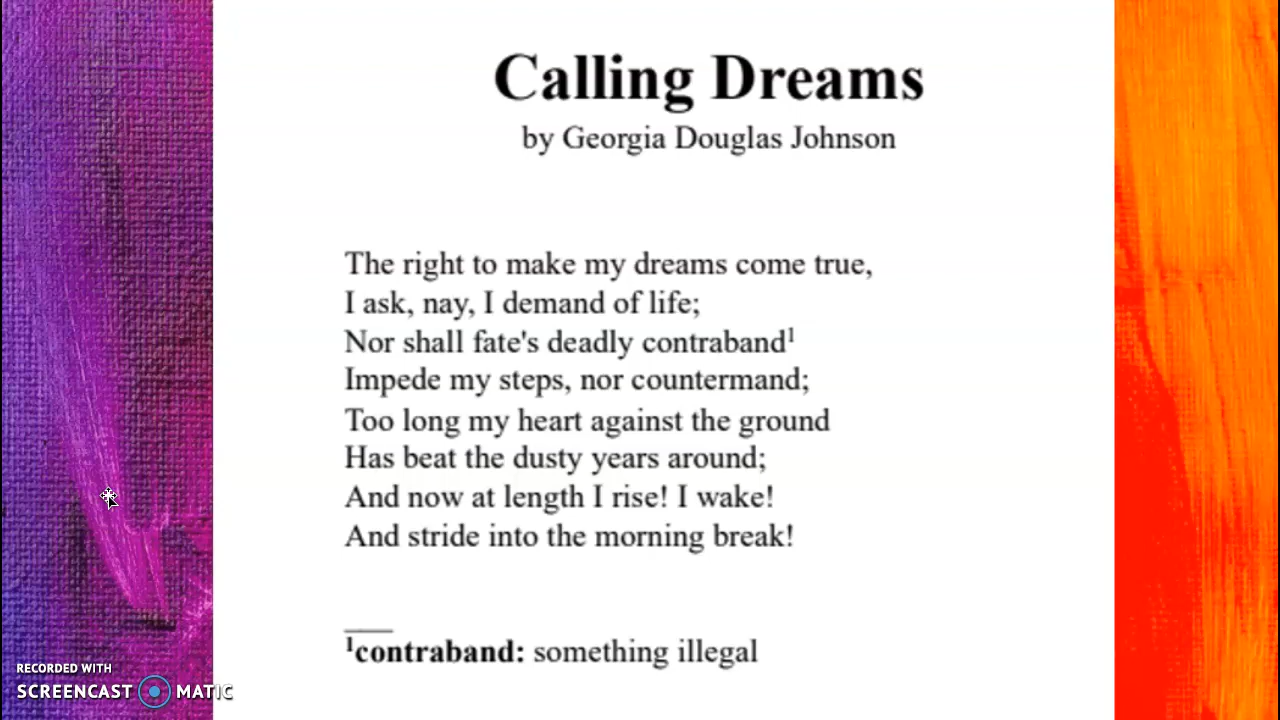 Calling Dreams
by Georgia Douglas Johnson
The right to make my dreams come true,
I ask, nay, I demand of life;
Nor shall fate's deadly contraband¹
Impede my steps, nor countermand;
Too long my heart against the ground
Has beat the dusty years around;
And now at length I rise! I wake!
And stride into the morning break!
¹contraband: something illegal
RECORDED WITH
SCREENCAST MATIC